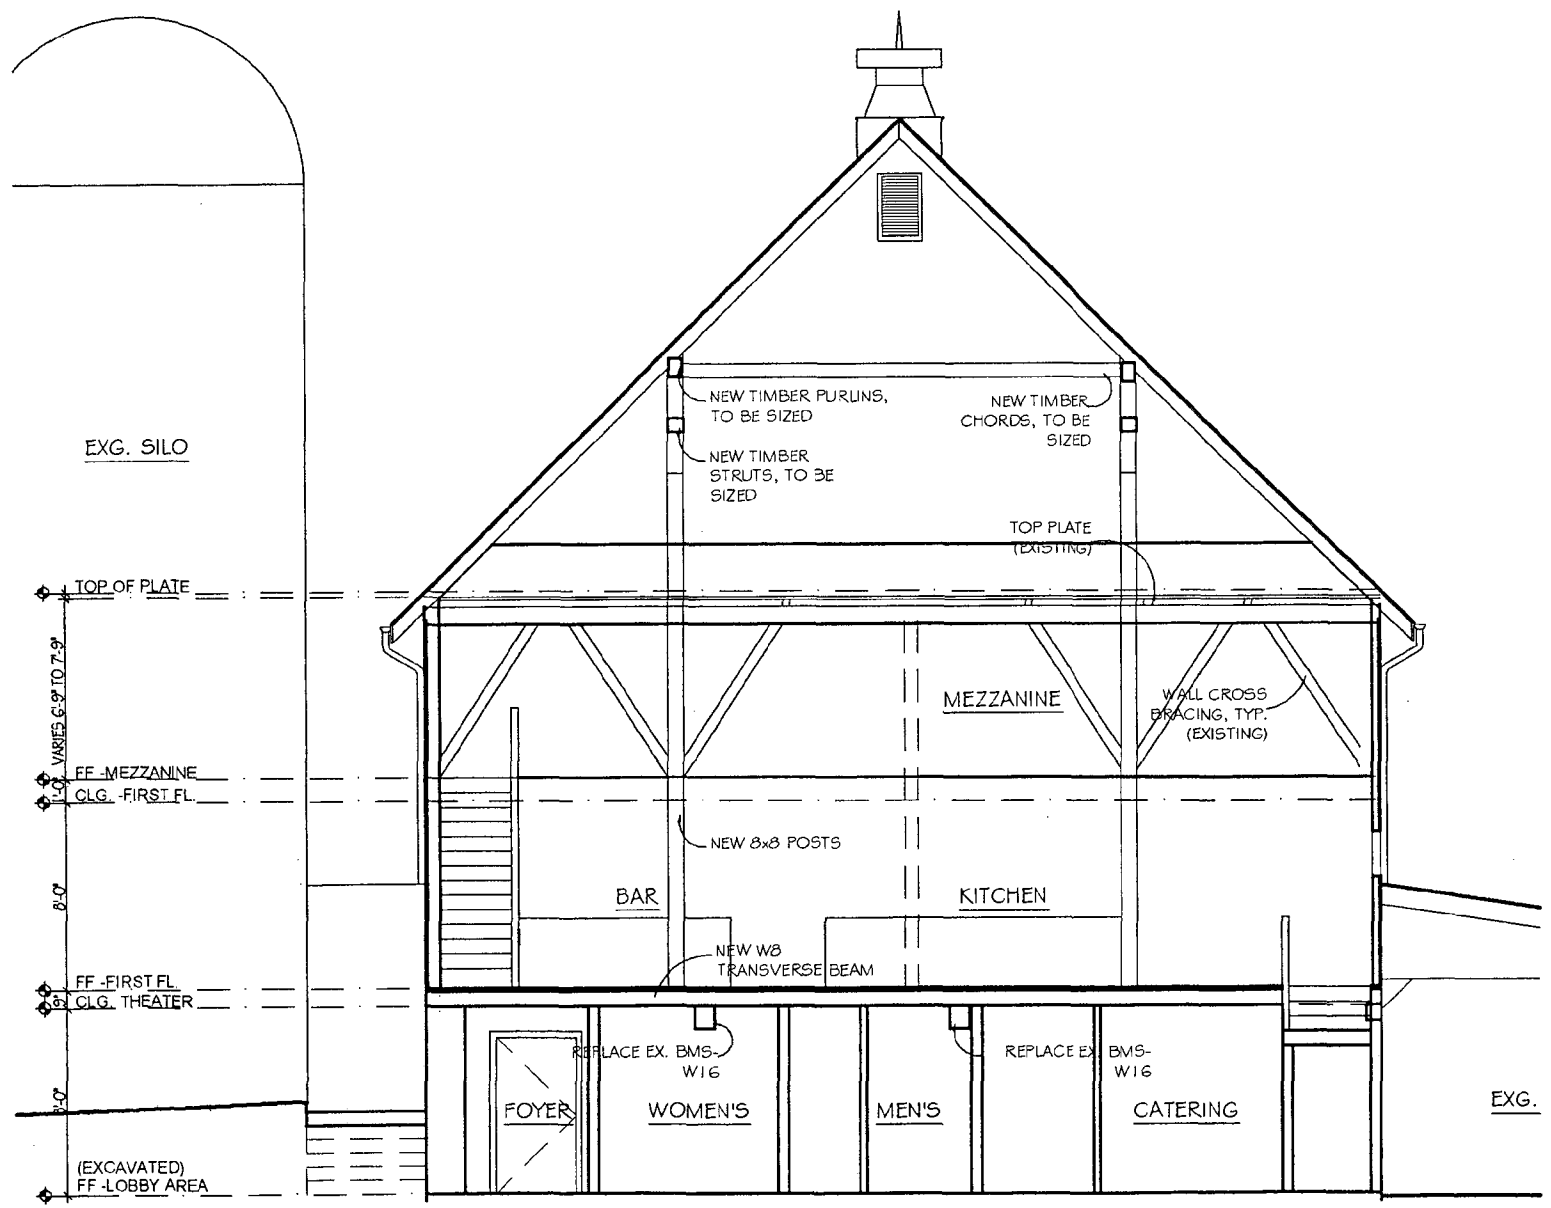 NEW TIMBER PURLINS,
TO BE SIZED
NEW TIMBER
CHORDS, TO BE
SIZED
EXG. SILO
NEW TIMBER
STRUTS, TO BE
SIZED
TOP PLATE
(EXISTING)
TOP OF PLATE
VARIES 6'-9" TO 7'-9"
MEZZANINE
WALL CROSS
BRACING, TYP.
(EXISTING)
FF -MEZZANINE
1'-0"
CLG. -FIRST FL.
NEW 8x8 POSTS
8'-0"
BAR
KITCHEN
NEW W8
TRANSVERSE BEAM
FF -FIRST FL.
9"
CLG. THEATER
REPLACE EX. BMS-
W16
REPLACE EX. BMS-
W16
8'-0"
FOYER
WOMEN'S
MEN'S
CATERING
EXG.
(EXCAVATED)
FF -LOBBY AREA